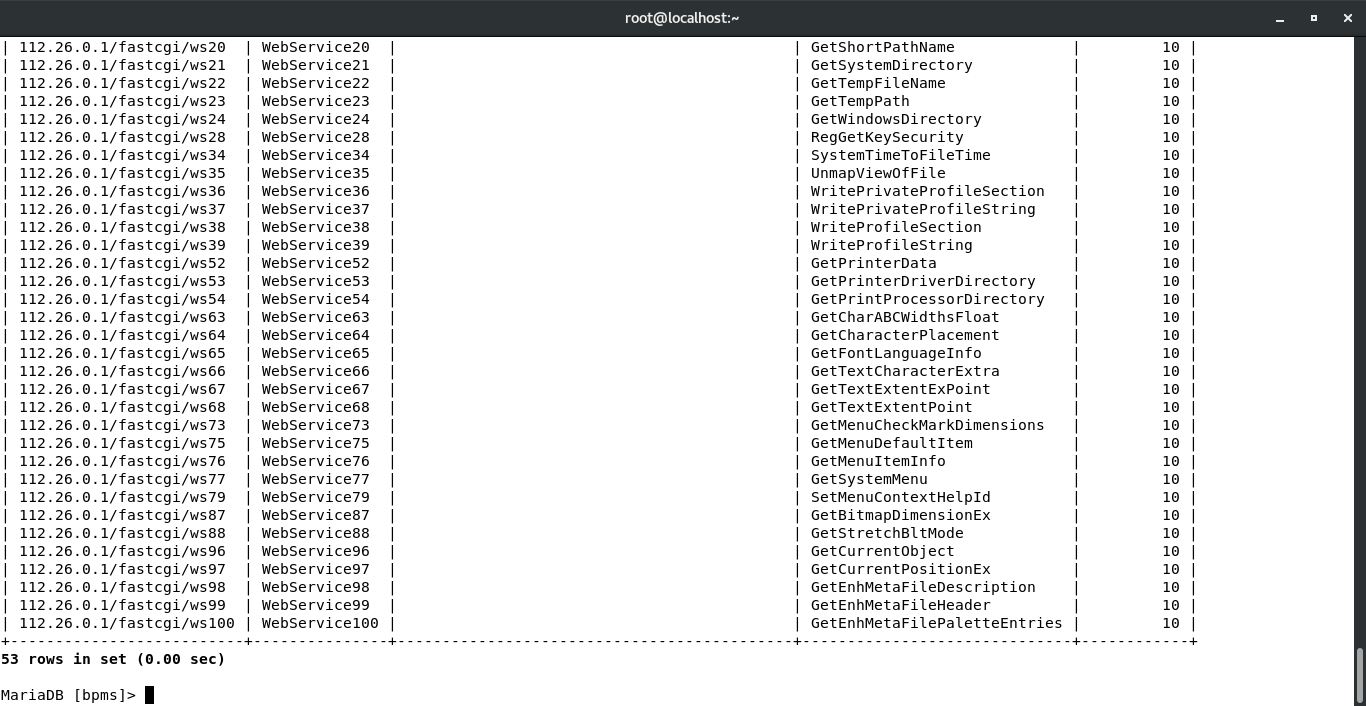 root@localhost:~
| 112.26.0.1/fastcgi/ws20  | WebService20  |                                            | GetShortPathName             |         10 |
| 112.26.0.1/fastcgi/ws21  | WebService21  |                                            | GetSystemDirectory           |         10 |
| 112.26.0.1/fastcgi/ws22  | WebService22  |                                            | GetTempFileName              |         10 |
| 112.26.0.1/fastcgi/ws23  | WebService23  |                                            | GetTempPath                  |         10 |
| 112.26.0.1/fastcgi/ws24  | WebService24  |                                            | GetWindowsDirectory          |         10 |
| 112.26.0.1/fastcgi/ws28  | WebService28  |                                            | RegGetKeySecurity            |         10 |
| 112.26.0.1/fastcgi/ws34  | WebService34  |                                            | SystemTimeToFileTime         |         10 |
| 112.26.0.1/fastcgi/ws35  | WebService35  |                                            | UnmapViewOfFile              |         10 |
| 112.26.0.1/fastcgi/ws36  | WebService36  |                                            | WritePrivateProfileSection   |         10 |
| 112.26.0.1/fastcgi/ws37  | WebService37  |                                            | WritePrivateProfileString    |         10 |
| 112.26.0.1/fastcgi/ws38  | WebService38  |                                            | WriteProfileSection          |         10 |
| 112.26.0.1/fastcgi/ws39  | WebService39  |                                            | WriteProfileString           |         10 |
| 112.26.0.1/fastcgi/ws52  | WebService52  |                                            | GetPrinterData               |         10 |
| 112.26.0.1/fastcgi/ws53  | WebService53  |                                            | GetPrinterDriverDirectory    |         10 |
| 112.26.0.1/fastcgi/ws54  | WebService54  |                                            | GetPrintProcessorDirectory   |         10 |
| 112.26.0.1/fastcgi/ws63  | WebService63  |                                            | GetCharABCWidthsFloat        |         10 |
| 112.26.0.1/fastcgi/ws64  | WebService64  |                                            | GetCharacterPlacement        |         10 |
| 112.26.0.1/fastcgi/ws65  | WebService65  |                                            | GetFontLanguageInfo          |         10 |
| 112.26.0.1/fastcgi/ws66  | WebService66  |                                            | GetTextCharacterExtra        |         10 |
| 112.26.0.1/fastcgi/ws67  | WebService67  |                                            | GetTextExtentExPoint         |         10 |
| 112.26.0.1/fastcgi/ws68  | WebService68  |                                            | GetTextExtentPoint           |         10 |
| 112.26.0.1/fastcgi/ws73  | WebService73  |                                            | GetMenuCheckMarkDimensions   |         10 |
| 112.26.0.1/fastcgi/ws75  | WebService75  |                                            | GetMenuDefaultItem           |         10 |
| 112.26.0.1/fastcgi/ws76  | WebService76  |                                            | GetMenuItemInfo              |         10 |
| 112.26.0.1/fastcgi/ws77  | WebService77  |                                            | GetSystemMenu                |         10 |
| 112.26.0.1/fastcgi/ws79  | WebService79  |                                            | SetMenuContextHelpId         |         10 |
| 112.26.0.1/fastcgi/ws87  | WebService87  |                                            | GetBitmapDimensionEx         |         10 |
| 112.26.0.1/fastcgi/ws88  | WebService88  |                                            | GetStretchBltMode            |         10 |
| 112.26.0.1/fastcgi/ws96  | WebService96  |                                            | GetCurrentObject             |         10 |
| 112.26.0.1/fastcgi/ws97  | WebService97  |                                            | GetCurrentPositionEx         |         10 |
| 112.26.0.1/fastcgi/ws98  | WebService98  |                                            | GetEnhMetaFileDescription    |         10 |
| 112.26.0.1/fastcgi/ws99  | WebService99  |                                            | GetEnhMetaFileHeader         |         10 |
| 112.26.0.1/fastcgi/ws100 | WebService100 |                                            | GetEnhMetaFilePaletteEntries |         10 |
+--------------------------+---------------+--------------------------------------------+------------------------------+------------+
53 rows in set (0.00 sec)
MariaDB [bpms]>